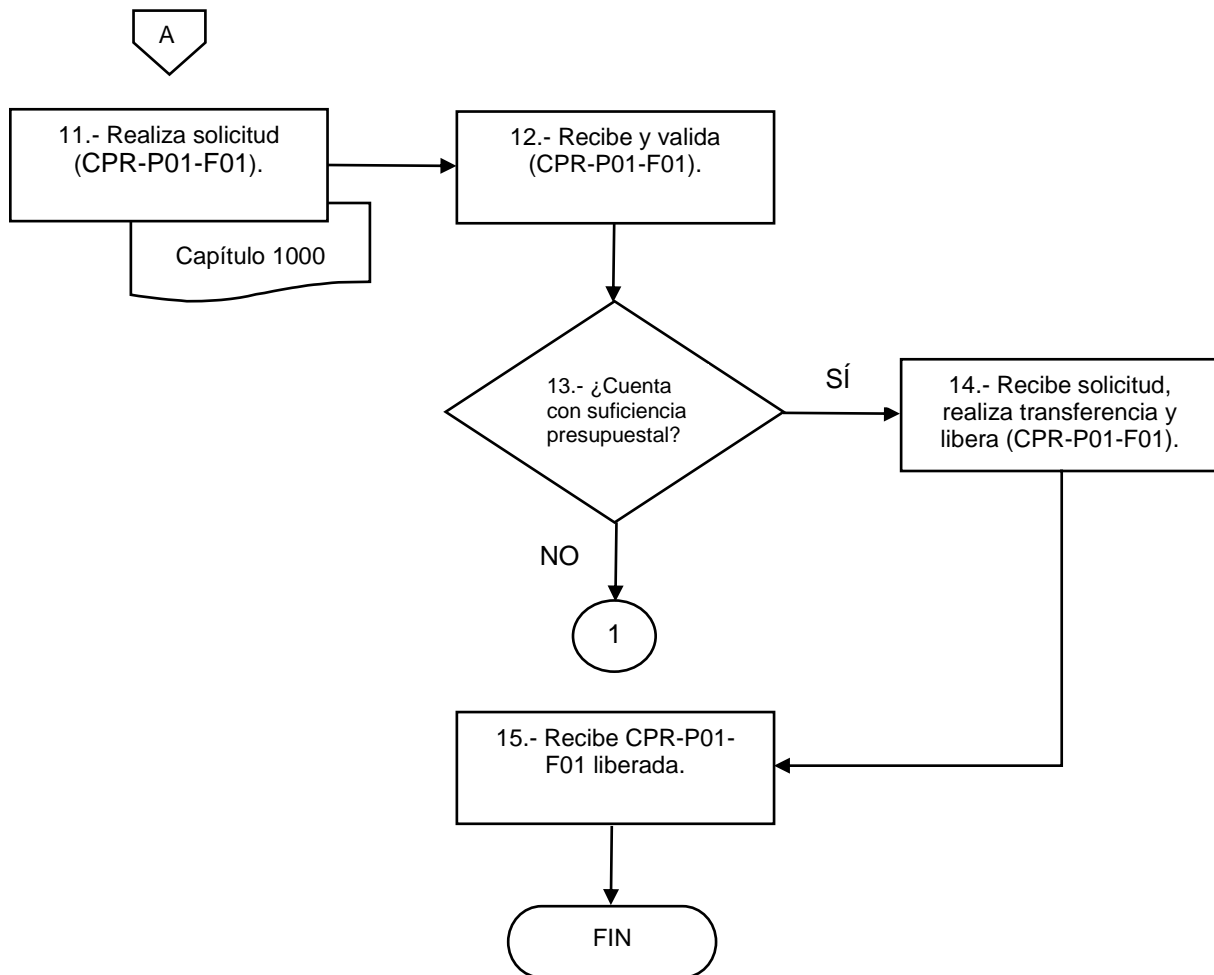 A
11.- Realiza solicitud
(CPR-P01-F01).
Capítulo 1000
12.- Recibe y valida
(CPR-P01-F01).
13.- ¿Cuenta
con suficiencia
presupuestal?
SÍ
14.- Recibe solicitud,
realiza transferencia y
libera (CPR-P01-F01).
NO
1
15.- Recibe CPR-P01-
F01 liberada.
FIN